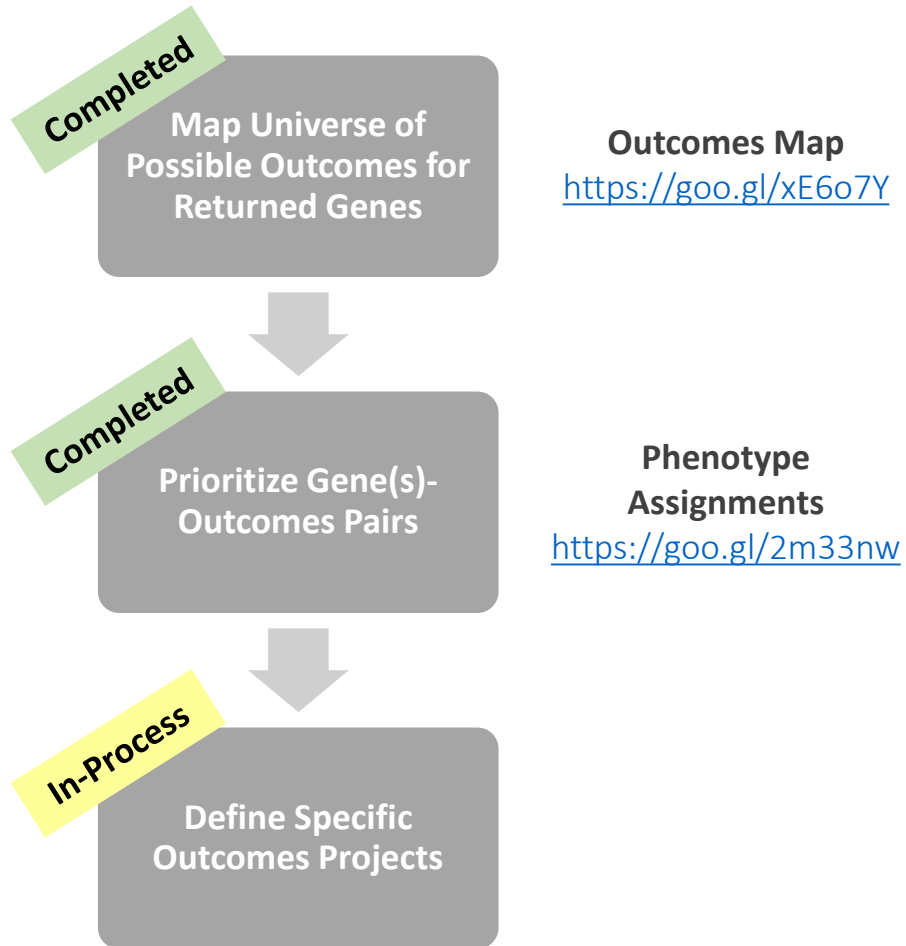 Completed
Map Universe of
Possible Outcomes for
Returned Genes
Outcomes Map
https://goo.gl/xE6o7Y
Completed
Prioritize Gene(s)-
Outcomes Pairs
Phenotype
Assignments
https://goo.gl/2m33nw
In-Process
Define Specific
Outcomes Projects